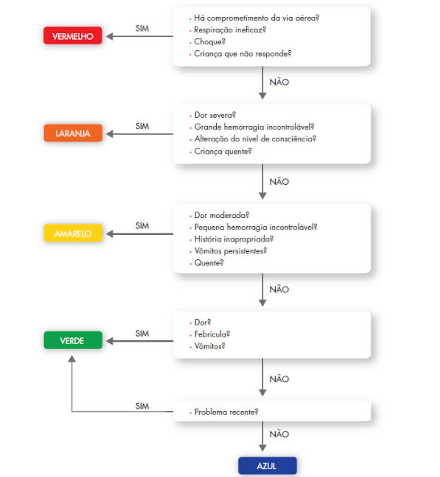 • Há comprometimento da via aérea?
• Respiração ineficaz?
• Choque?
• Criança que não responde?
SIM
VERMELHO
NÃO
• Dor severa?
• Grande hemorragia incontrolável?
• Alteração do nível de consciência?
• Criança quente?
SIM
LARANJA
NÃO
• Dor moderada?
• Pequena hemorragia incontrolável?
• História inapropriada?
• Vômitos persistentes?
• Quente?
SIM
AMARELO
NÃO
• Dor?
• Febrícula?
• Vômitos?
SIM
VERDE
NÃO
• Problema recente?
SIM
NÃO
AZUL